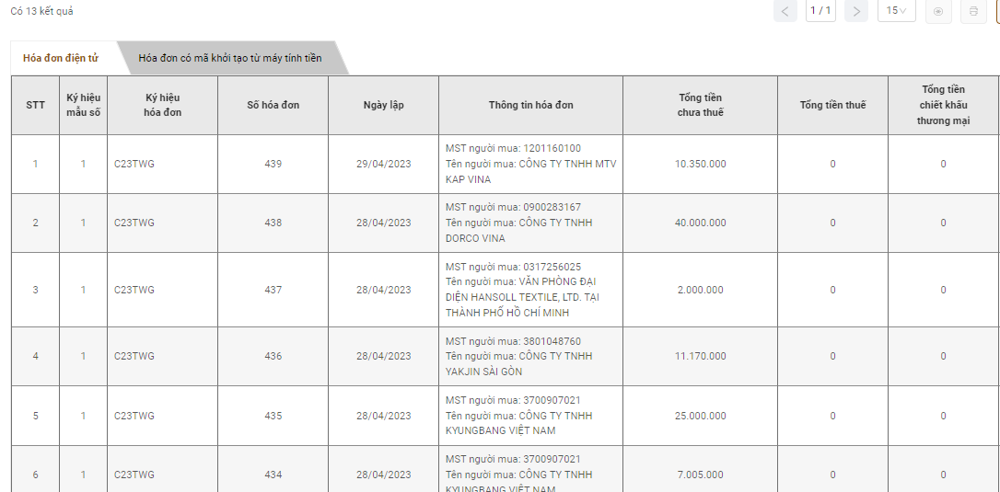 Có 13 kết quả
1 / 1
15
Hóa đơn điện tử
Hóa đơn có mã khởi tạo từ máy tính tiền
STT
Ký hiệu
mẫu số
Ký hiệu
hóa đơn
Số hóa đơn
Ngày lập
Thông tin hóa đơn
Tổng tiền
chưa thuế
Tổng tiền thuế
Tổng tiền
chiết khấu
thương mại
1
1
C23TWG
439
29/04/2023
MST người mua: 1201160100
Tên người mua: CÔNG TY TNHH MTV
KAP VINA
10.350.000
0
0
2
1
C23TWG
438
28/04/2023
MST người mua: 0900283167
Tên người mua: CÔNG TY TNHH
DORCO VINA
40.000.000
0
0
3
1
C23TWG
437
28/04/2023
MST người mua: 0317256025
Tên người mua: VĂN PHÒNG ĐẠI
DIỆN HANSOLL TEXTILE, LTD. TẠI
THÀNH PHỐ HỒ CHÍ MINH
2.000.000
0
0
4
1
C23TWG
436
28/04/2023
MST người mua: 3801048760
Tên người mua: CÔNG TY TNHH
YAKJIN SÀI GÒN
11.170.000
0
0
5
1
C23TWG
435
28/04/2023
MST người mua: 3700907021
Tên người mua: CÔNG TY TNHH
KYUNGBANG VIỆT NAM
25.000.000
0
0
6
1
C23TWG
434
28/04/2023
MST người mua: 3700907021
Tên người mua: CÔNG TY TNHH
KYUNGBANG VIỆT NAM
7.005.000
0
0